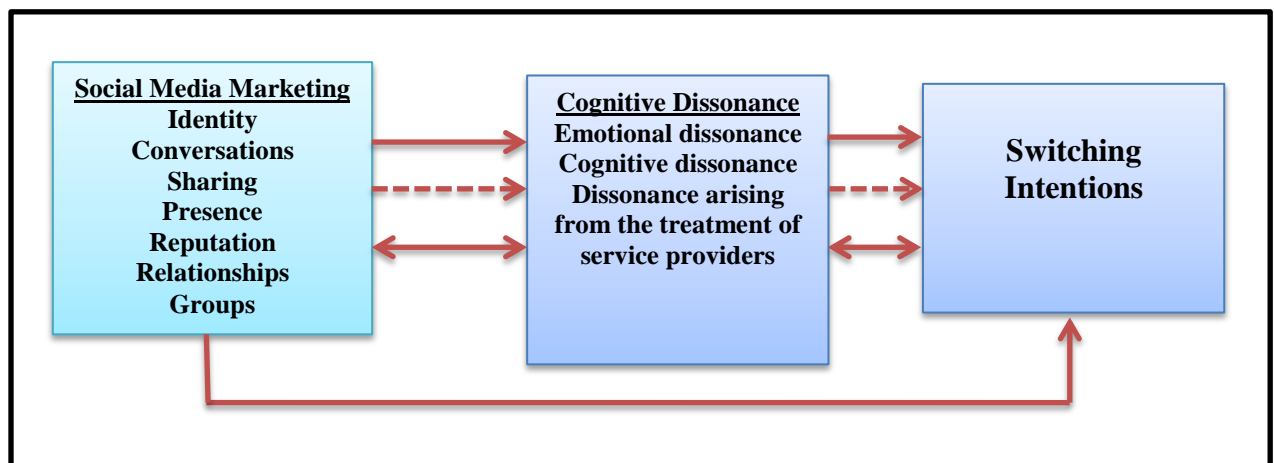 Social Media Marketing
Identity
Conversations
Sharing
Presence
Reputation
Relationships
Groups
Cognitive Dissonance
Emotional dissonance
Cognitive dissonance
Dissonance arising
from the treatment of
service providers
Switching
Intentions